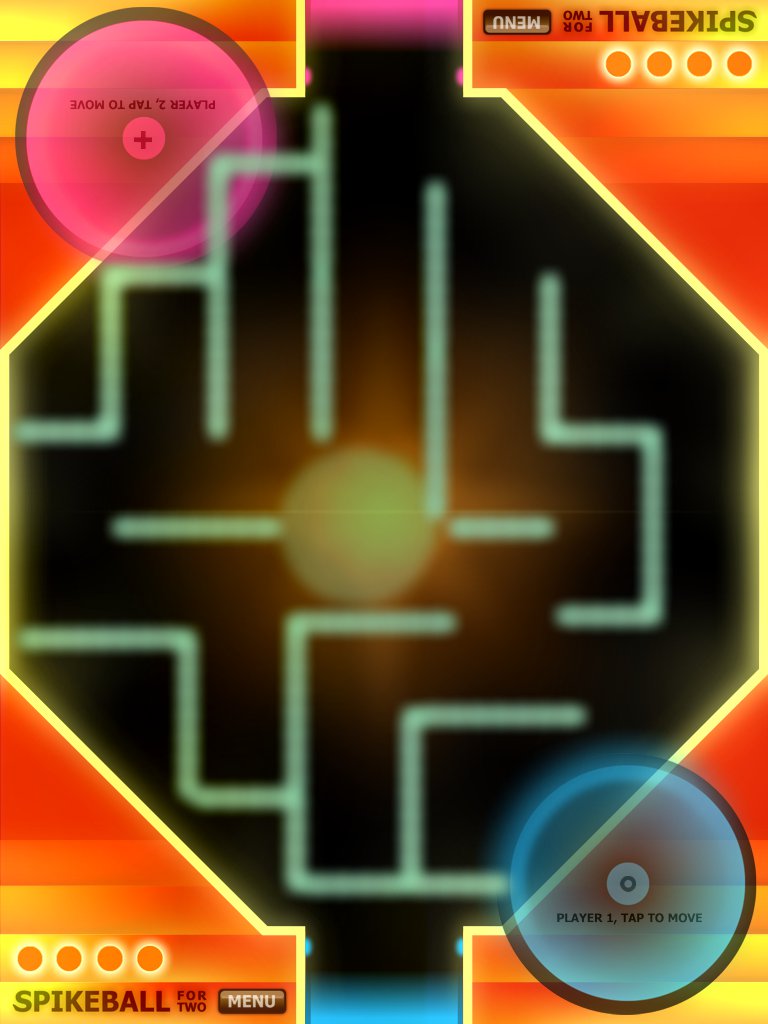 SPIKEBALL FOR TWO MENU
PLAYER 2, TAP TO MOVE
PLAYER 1, TAP TO MOVE
SPIKEBALL FOR TWO MENU